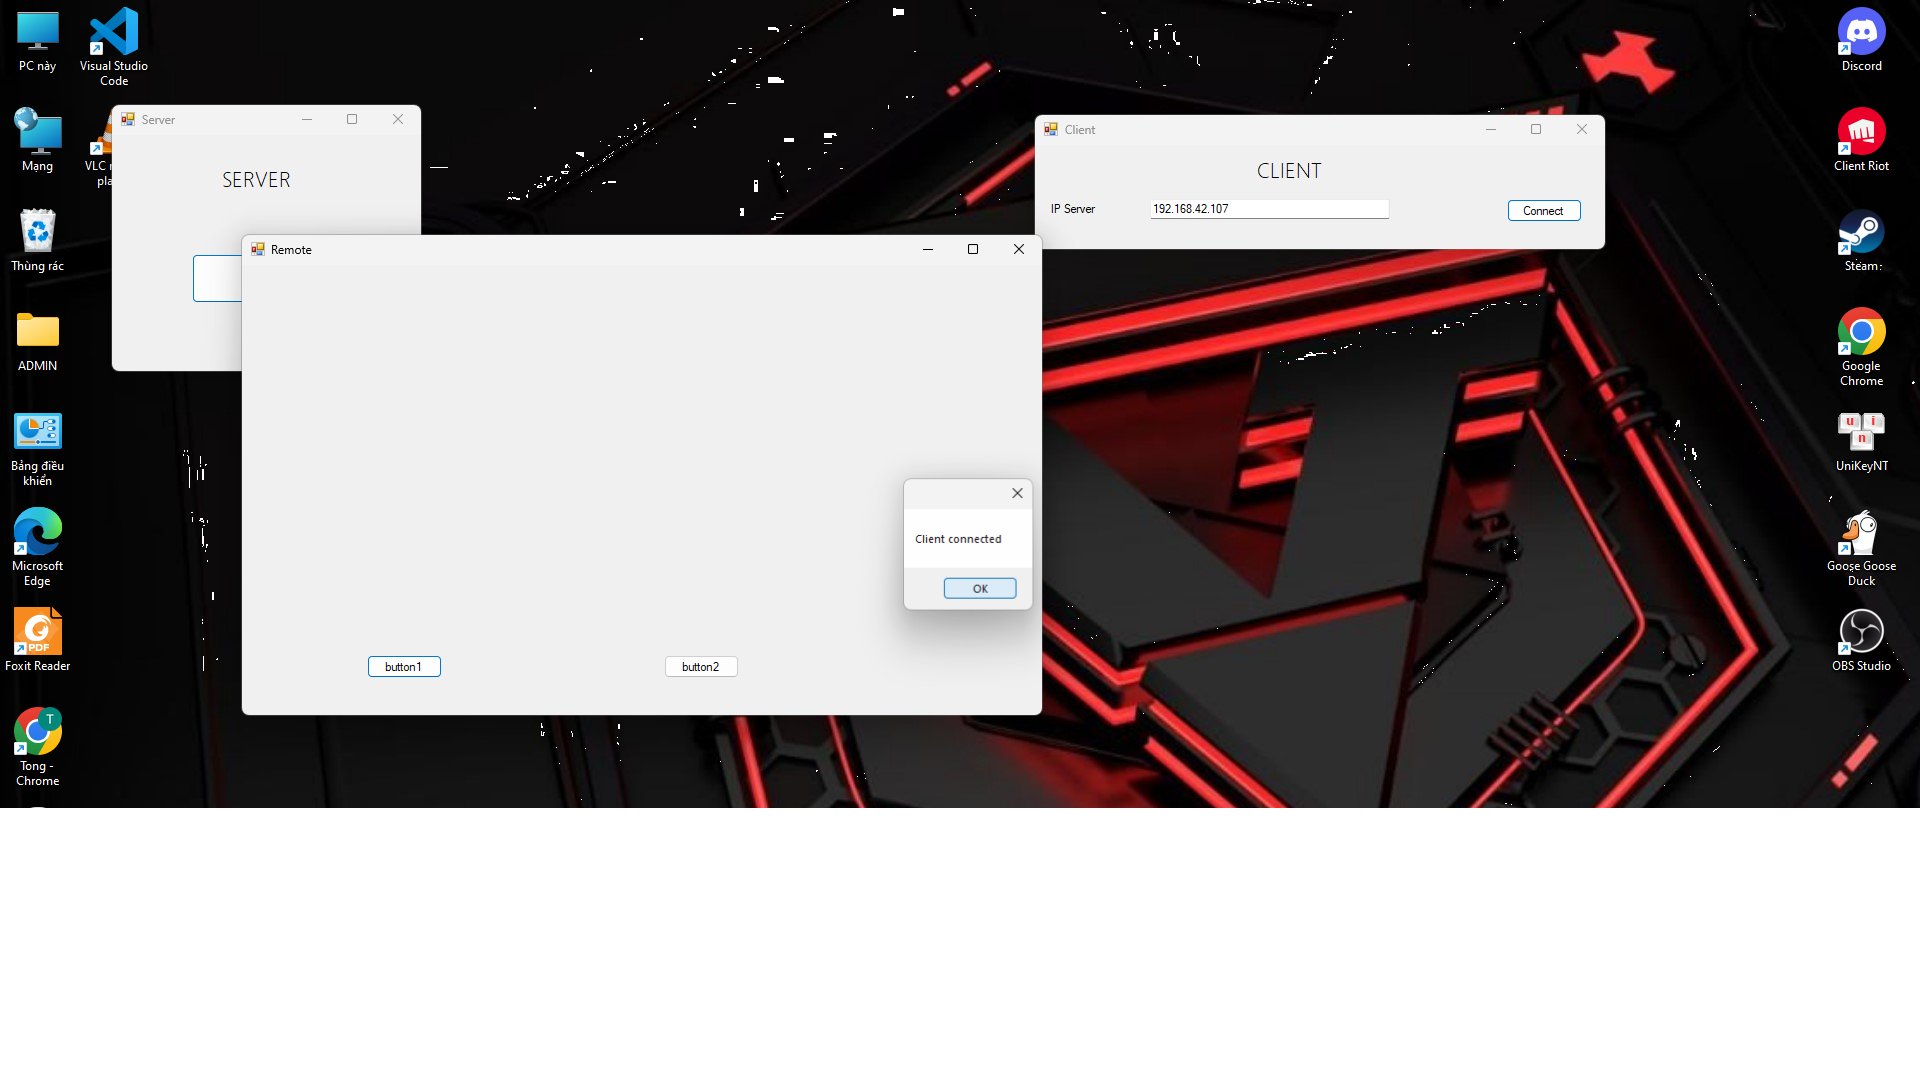 PC này
Visual Studio
Code
Mạng
VLC
pla
Thùng rác
ADMIN
Bảng điều
khiển
Microsoft
Edge
PDF
Foxit Reader
T
Tong -
Chrome
Server
SERVER
Remote
button1
button2
Client connected
OK
Client
CLIENT
IP Server
192.168.42.107
Connect
Discord
Client Riot
Steam
Google
Chrome
u i
n
UniKeyNT
Goose Goose
Duck
OBS Studio